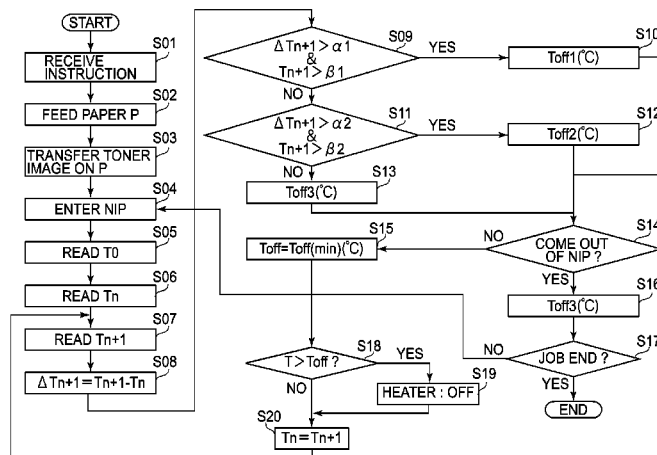 START
S01
RECEIVE
INSTRUCTION
S02
FEED PAPER P
S03
TRANSFER TONER
IMAGE ON P
S04
ENTER NIP
S05
READ T0
S06
READ Tn
S07
READ Tn+1
S08
ΔTn+1=Tn+1-Tn
S09
ΔTn+1>α1
&
Tn+1>β1
YES
NO
S10
Toff1(℃)
S11
ΔTn+1>α2
&
Tn+1>β2
YES
NO
S12
Toff2(℃)
S13
Toff3(℃)
S14
COME OUT
OF NIP ?
NO
YES
S15
Toff=Toff(min)(℃)
S16
Toff3(℃)
S17
JOB END ?
NO
YES
END
S18
T>Toff ?
YES
NO
S19
HEATER : OFF
S20
Tn=Tn+1